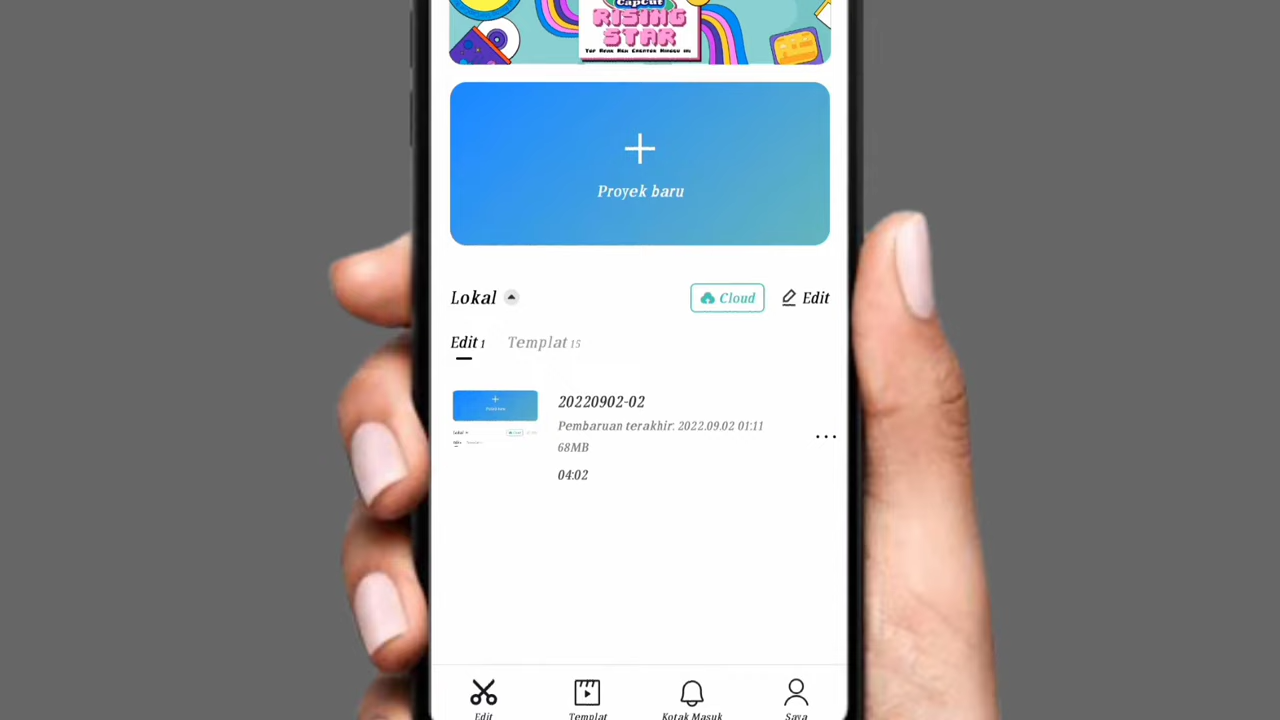 CapCut
RISING
STAR
Proyek baru
Lokal
Cloud
Edit
Edit 1
Templat 15
20220902-02
Pembaruan terakhir. 2022.09.02 01:11
68MB
04:02
Edit
Templat
Kotak Masuk
Saya